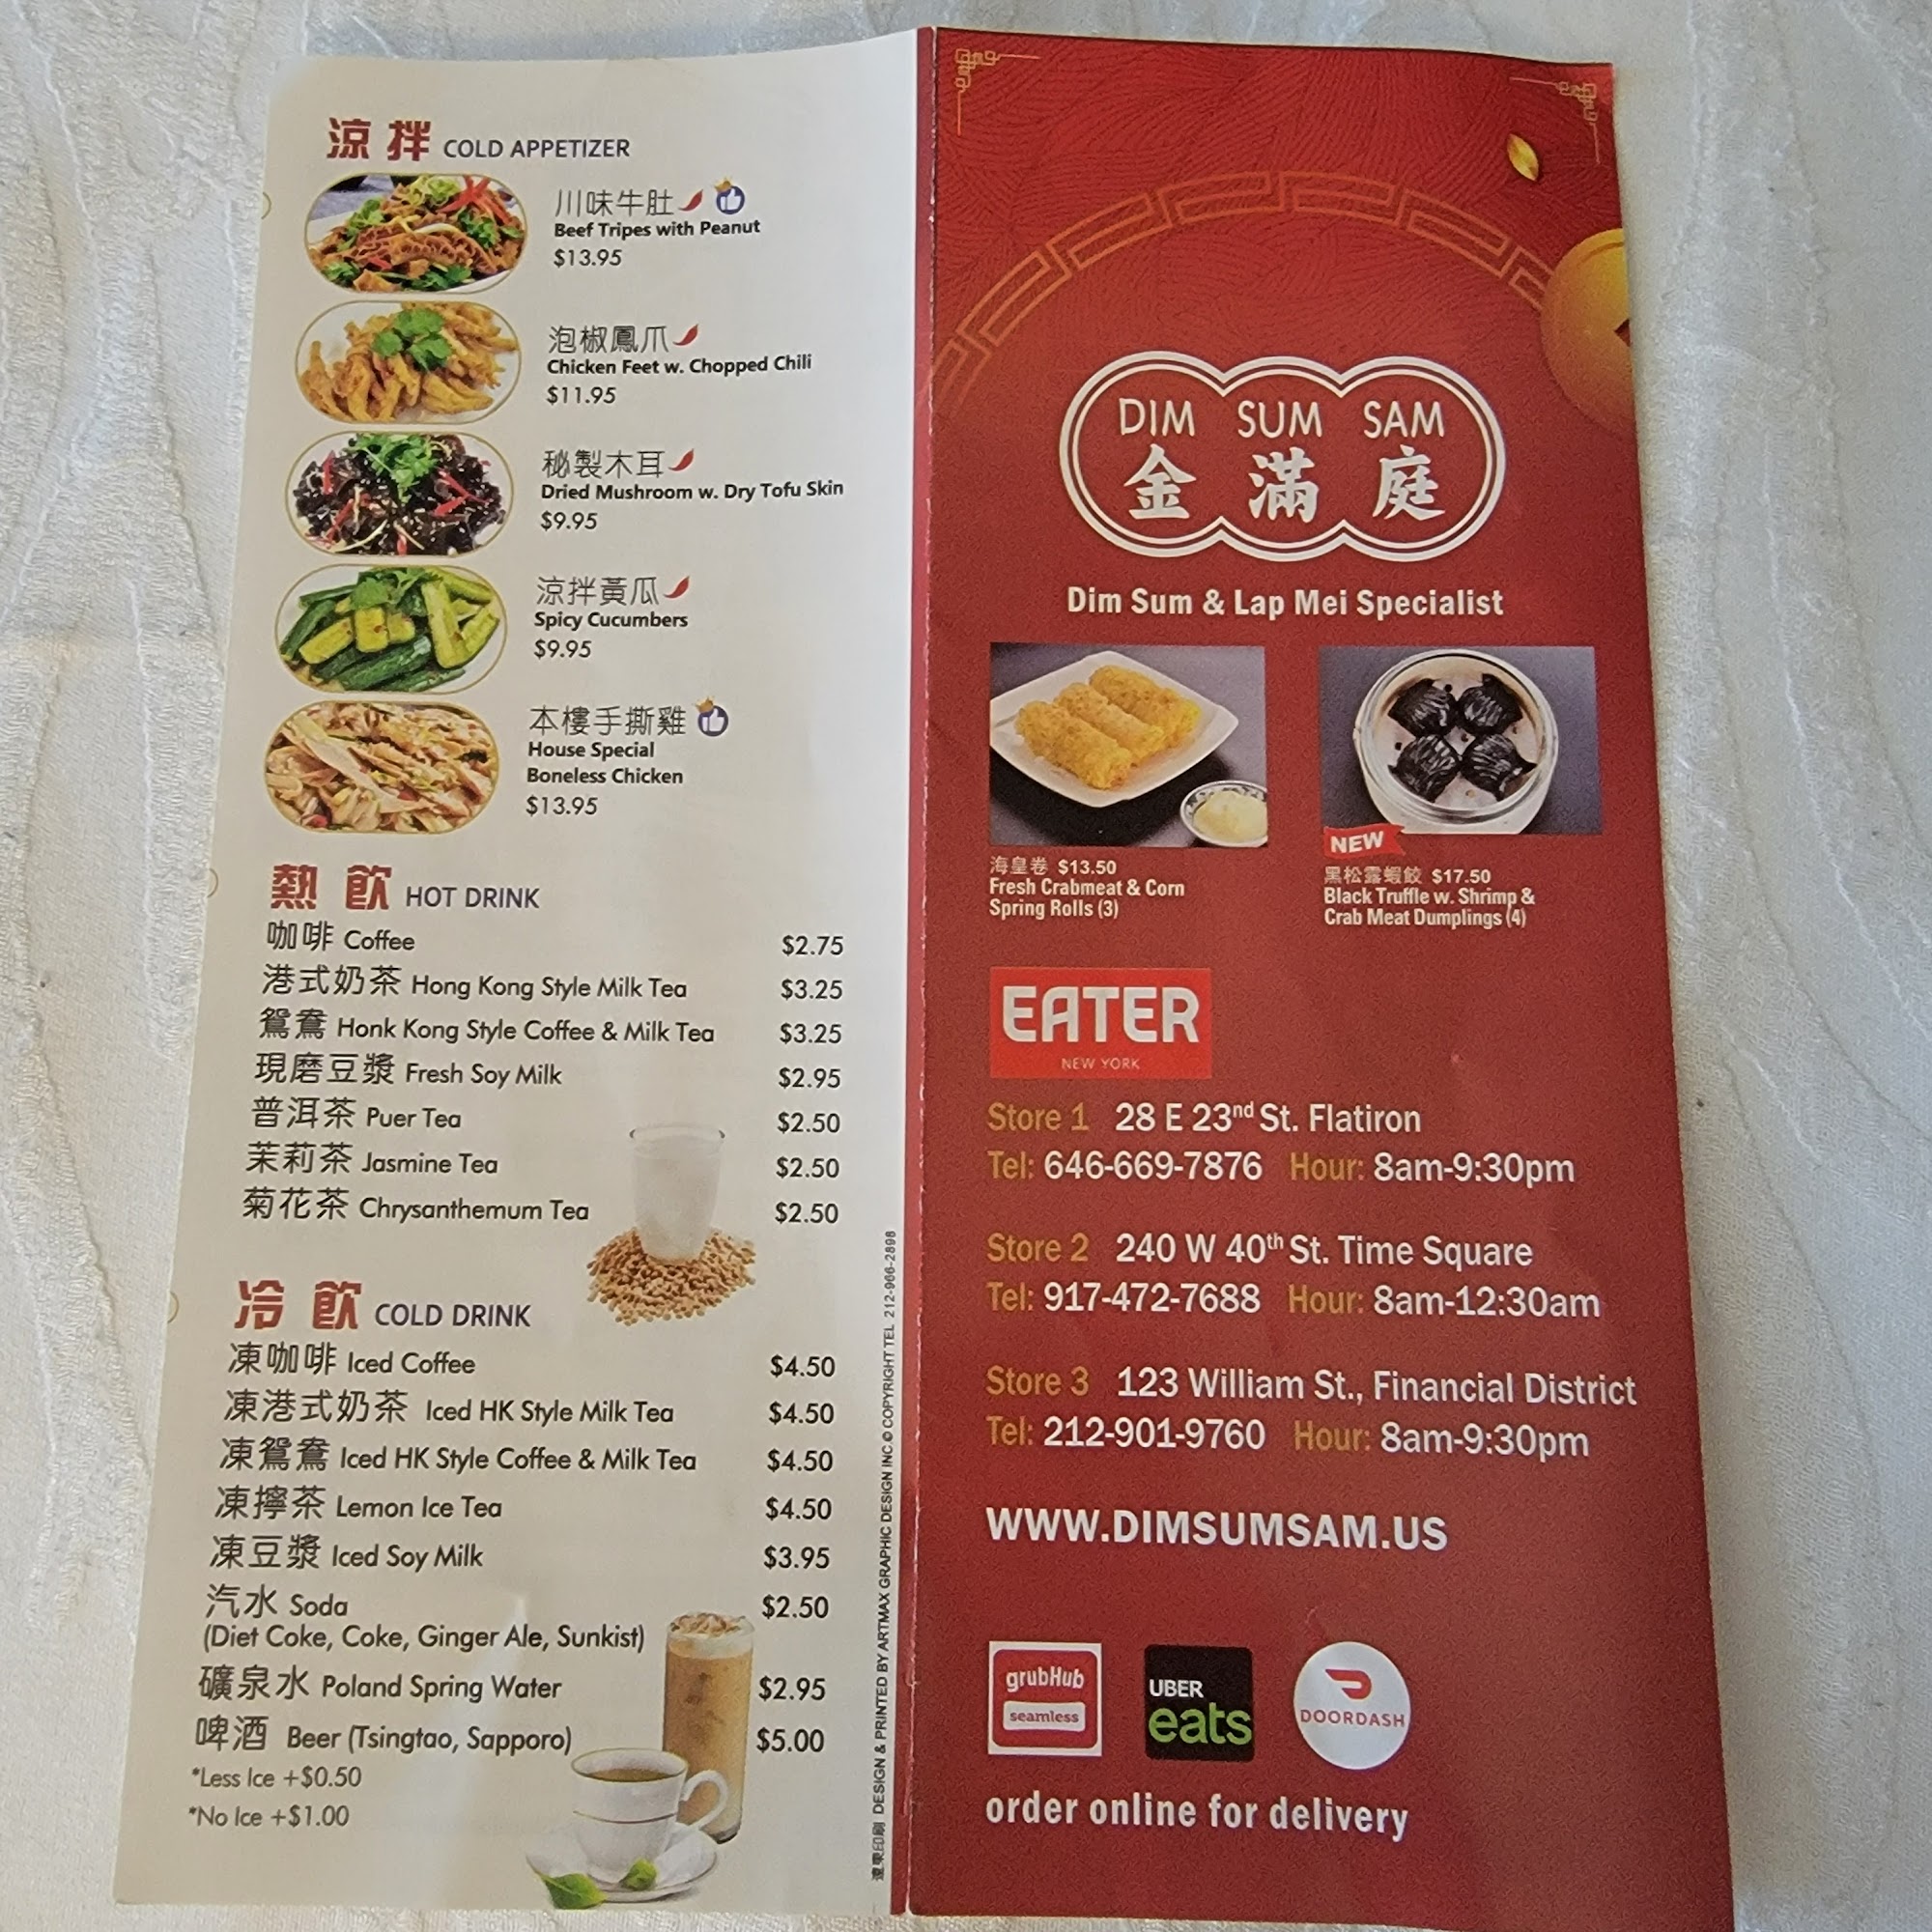 涼拌 COLD APPETIZER
川味牛肚
Beef Tripes with Peanut
$13.95
泡椒鳳爪
Chicken Feet w. Chopped Chili
$11.95
秘製木耳
Dried Mushroom w. Dry Tofu Skin
$9.95
涼拌黃瓜
Spicy Cucumbers
$9.95
本樓手撕雞
House Special
Boneless Chicken
$13.95
熱飲 HOT DRINK
咖啡 Coffee $2.75
港式奶茶 Hong Kong Style Milk Tea $3.25
鴛鴦 Honk Kong Style Coffee & Milk Tea $3.25
現磨豆漿 Fresh Soy Milk $2.95
普洱茶 Puer Tea $2.50
茉莉茶 Jasmine Tea $2.50
菊花茶 Chrysanthemum Tea $2.50
冷飲 COLD DRINK
凍咖啡 Iced Coffee $4.50
凍港式奶茶 Iced HK Style Milk Tea $4.50
凍鴛鴦 Iced HK Style Coffee & Milk Tea $4.50
凍檸茶 Lemon Ice Tea $4.50
凍豆漿 Iced Soy Milk $3.95
汽水 Soda $2.50
(Diet Coke, Coke, Ginger Ale, Sunkist)
礦泉水 Poland Spring Water $2.95
啤酒 Beer (Tsingtao, Sapporo) $5.00
*Less Ice +$0.50
*No Ice +$1.00
遠東印刷 DESIGN & PRINTED BY ARTMAX GRAPHIC DESIGN INC.© COPYRIGHT TEL 212-966-2898
DIM SUM SAM
金滿庭
Dim Sum & Lap Mei Specialist
海皇卷 $13.50
Fresh Crabmeat & Corn
Spring Rolls (3)
NEW
黑松露蝦餃 $17.50
Black Truffle w. Shrimp &
Crab Meat Dumplings (4)
EATER
NEW YORK
Store 1 28 E 23nd St. Flatiron
Tel: 646-669-7876 Hour: 8am-9:30pm
Store 2 240 W 40th St. Time Square
Tel: 917-472-7688 Hour: 8am-12:30am
Store 3 123 William St., Financial District
Tel: 212-901-9760 Hour: 8am-9:30pm
WWW.DIMSUMSAM.US
grubHub
seamless
UBER
eats
DOORDASH
order online for delivery